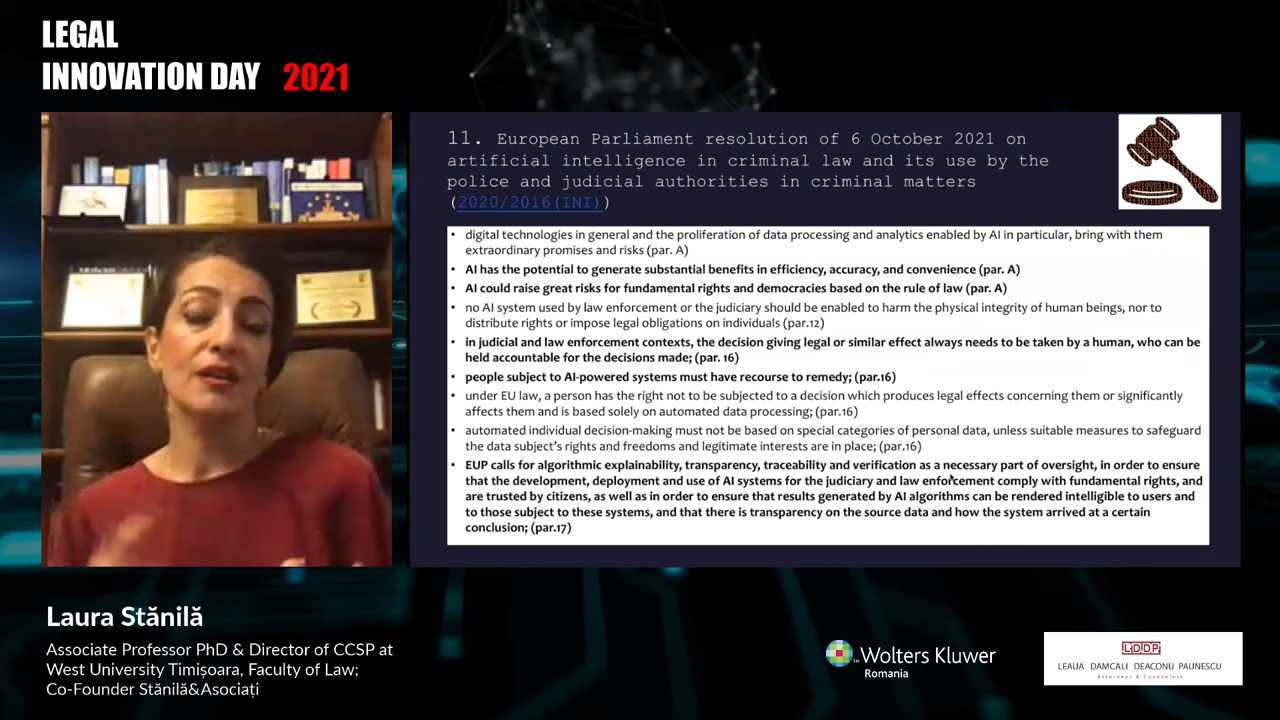 LEGAL
INNOVATION DAY 2021
11. European Parliament resolution of 6 October 2021 on
artificial intelligence in criminal law and its use by the
police and judicial authorities in criminal matters
(2020/2016(INI))
• digital technologies in general and the proliferation of data processing and analytics enabled by AI in particular, bring with them
extraordinary promises and risks (par. A)
• AI has the potential to generate substantial benefits in efficiency, accuracy, and convenience (par. A)
• AI could raise great risks for fundamental rights and democracies based on the rule of law (par. A)
• no AI system used by law enforcement or the judiciary should be enabled to harm the physical integrity of human beings, nor to
distribute rights or impose legal obligations on individuals (par.12)
• in judicial and law enforcement contexts, the decision giving legal or similar effect always needs to be taken by a human, who can be
held accountable for the decisions made; (par. 16)
• people subject to AI-powered systems must have recourse to remedy; (par.16)
• under EU law, a person has the right not to be subjected to a decision which produces legal effects concerning them or significantly
affects them and is based solely on automated data processing; (par.16)
• automated individual decision-making must not be based on special categories of personal data, unless suitable measures to safeguard
the data subject's rights and freedoms and legitimate interests are in place; (par.16)
• EUP calls for algorithmic explainability, transparency, traceability and verification as a necessary part of oversight, in order to ensure
that the development, deployment and use of AI systems for the judiciary and law enforcement comply with fundamental rights, and
are trusted by citizens, as well as in order to ensure that results generated by AI algorithms can be rendered intelligible to users and
to those subject to these systems, and that there is transparency on the source data and how the system arrived at a certain
conclusion; (par.17)
Laura Stănilă
Associate Professor PhD & Director of CCSP at
West University Timișoara, Faculty of Law;
Co-Founder Stănilă&Asociați
Wolters Kluwer
Romania
LDDP
LEAUA DAMCALI DEACONU PAUNESCU
Attorneys & Counselors